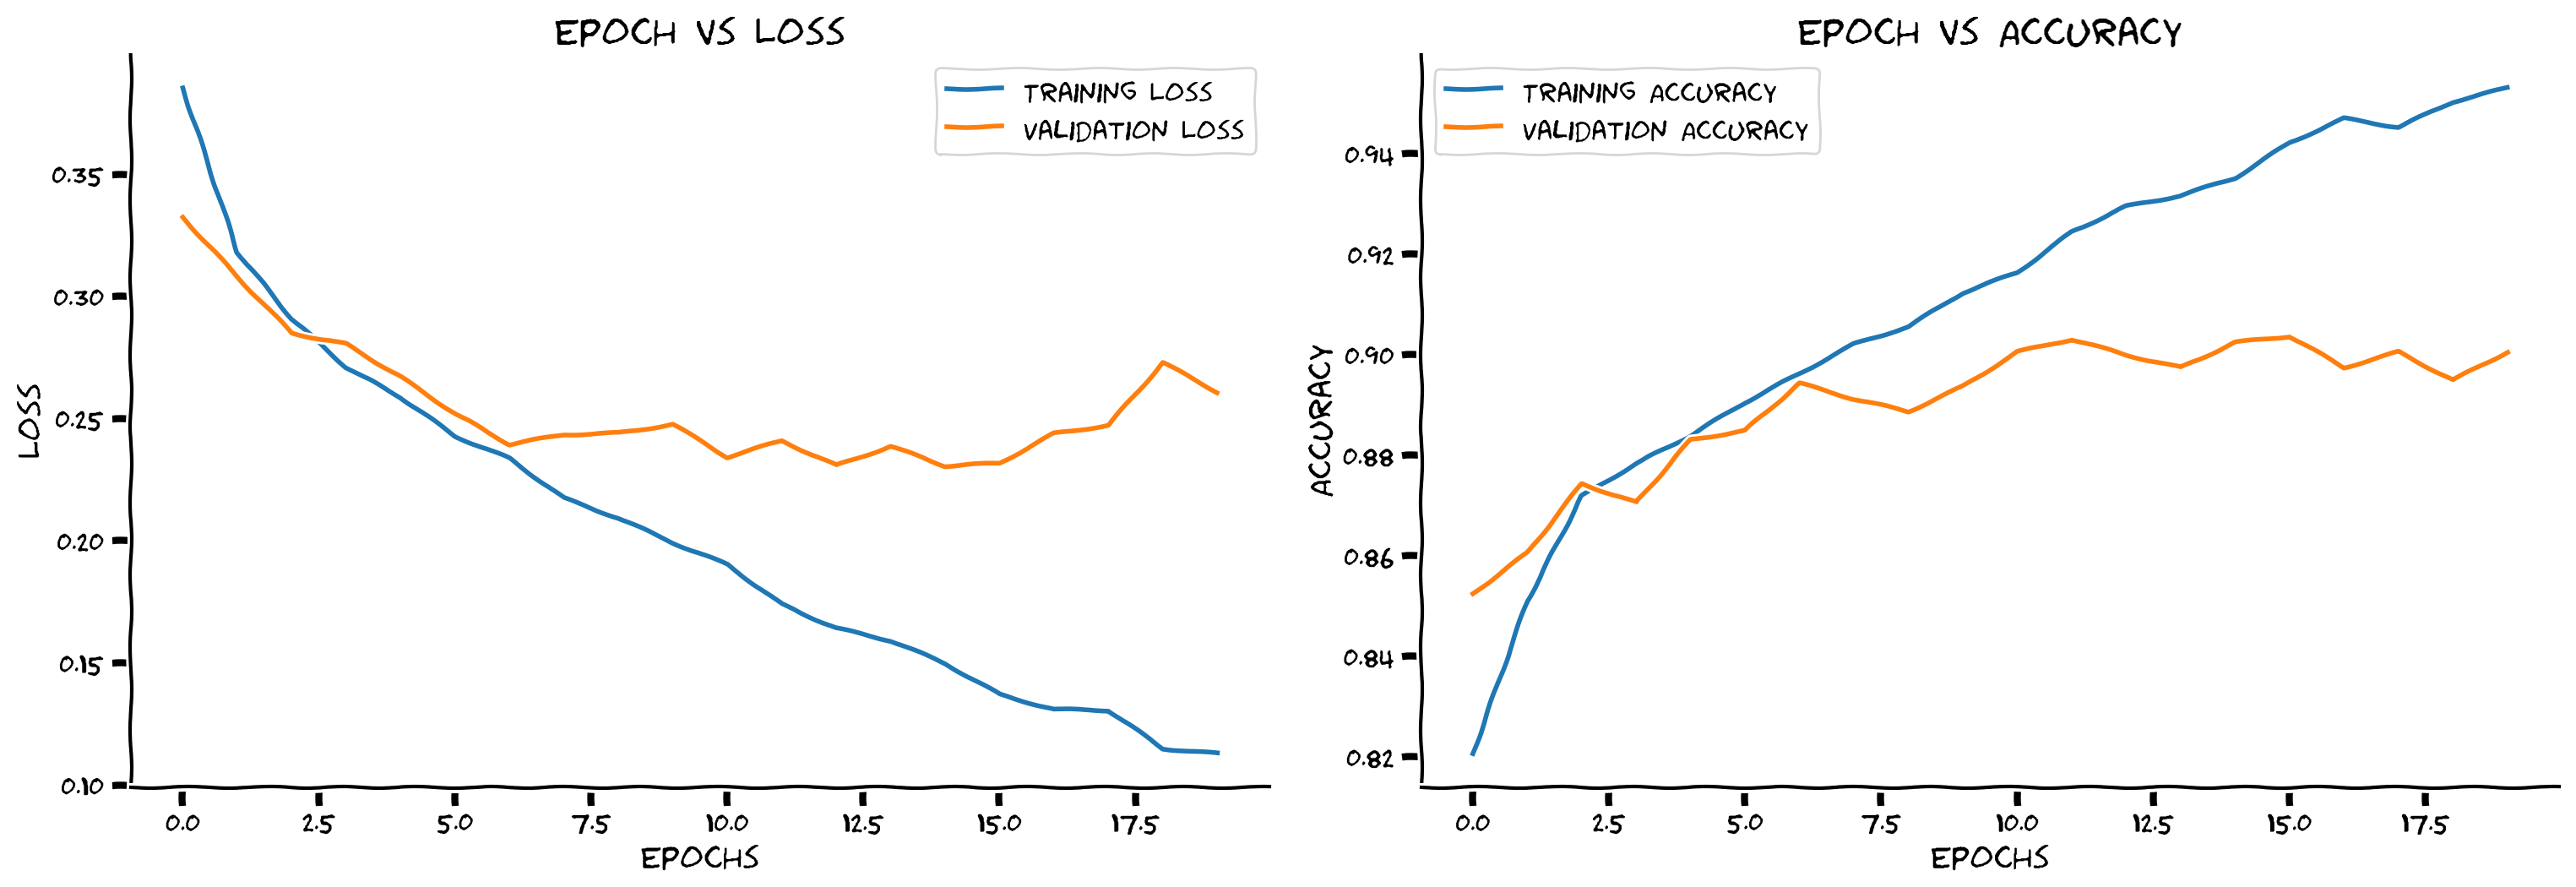 EPOCH VS LOSS
TRAINING LOSS
VALIDATION LOSS
LOSS
0.35
0.30
0.25
0.20
0.15
0.10
0.0 2.5 5.0 7.5 10.0 12.5 15.0 17.5
EPOCHS
EPOCH VS ACCURACY
TRAINING ACCURACY
VALIDATION ACCURACY
ACCURACY
0.94
0.92
0.90
0.88
0.86
0.84
0.82
0.0 2.5 5.0 7.5 10.0 12.5 15.0 17.5
EPOCHS